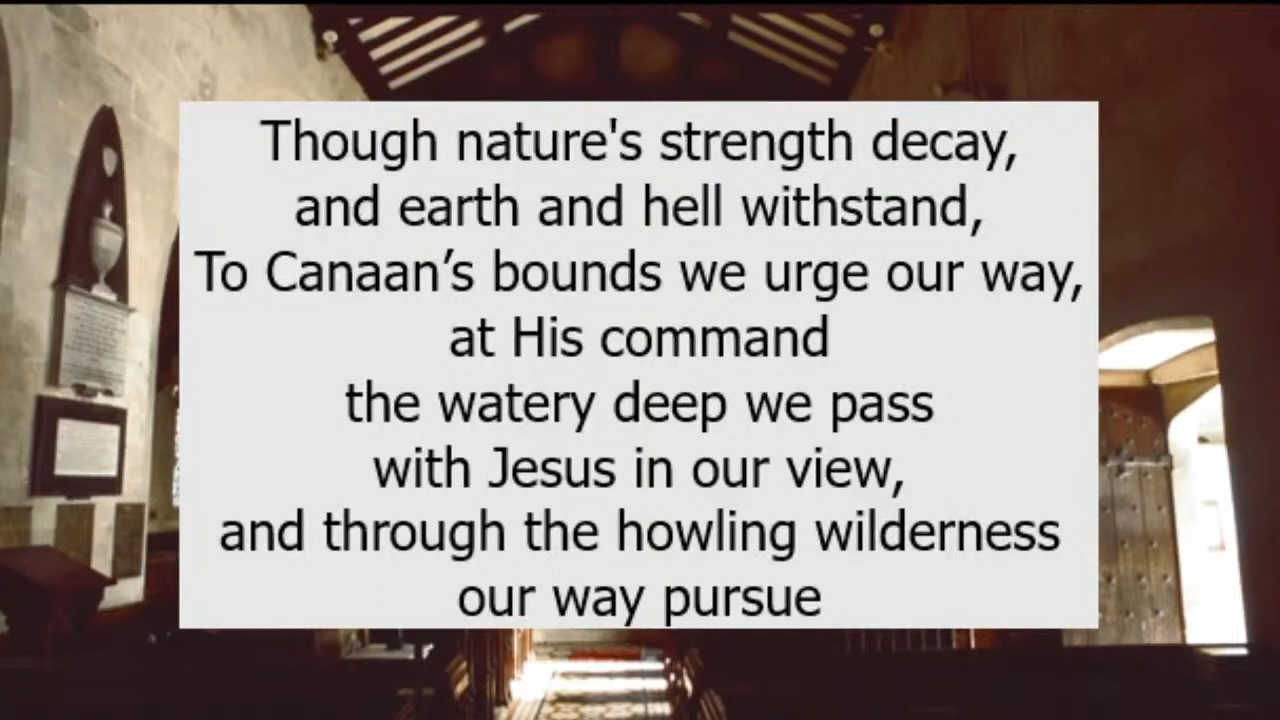 Though nature's strength decay,
and earth and hell withstand,
To Canaan’s bounds we urge our way,
at His command
the watery deep we pass
with Jesus in our view,
and through the howling wilderness
our way pursue